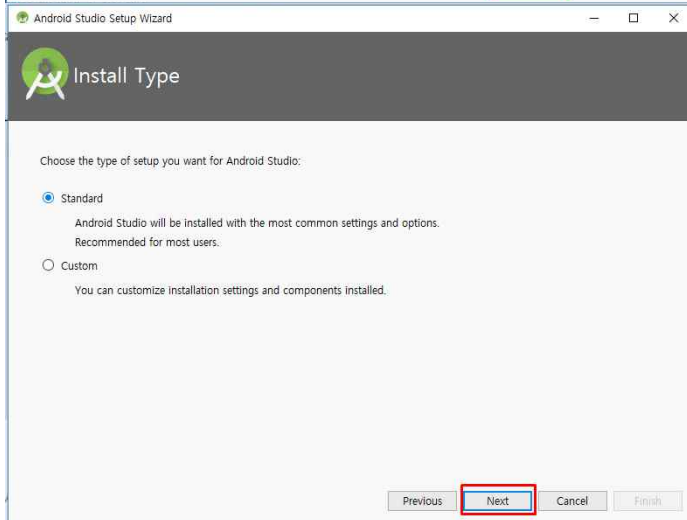 Android Studio Setup Wizard
Install Type
Choose the type of setup you want for Android Studio:
Standard
Android Studio will be installed with the most common settings and options.
Recommended for most users.
Custom
You can customize installation settings and components installed.
Previous Next Cancel Finish